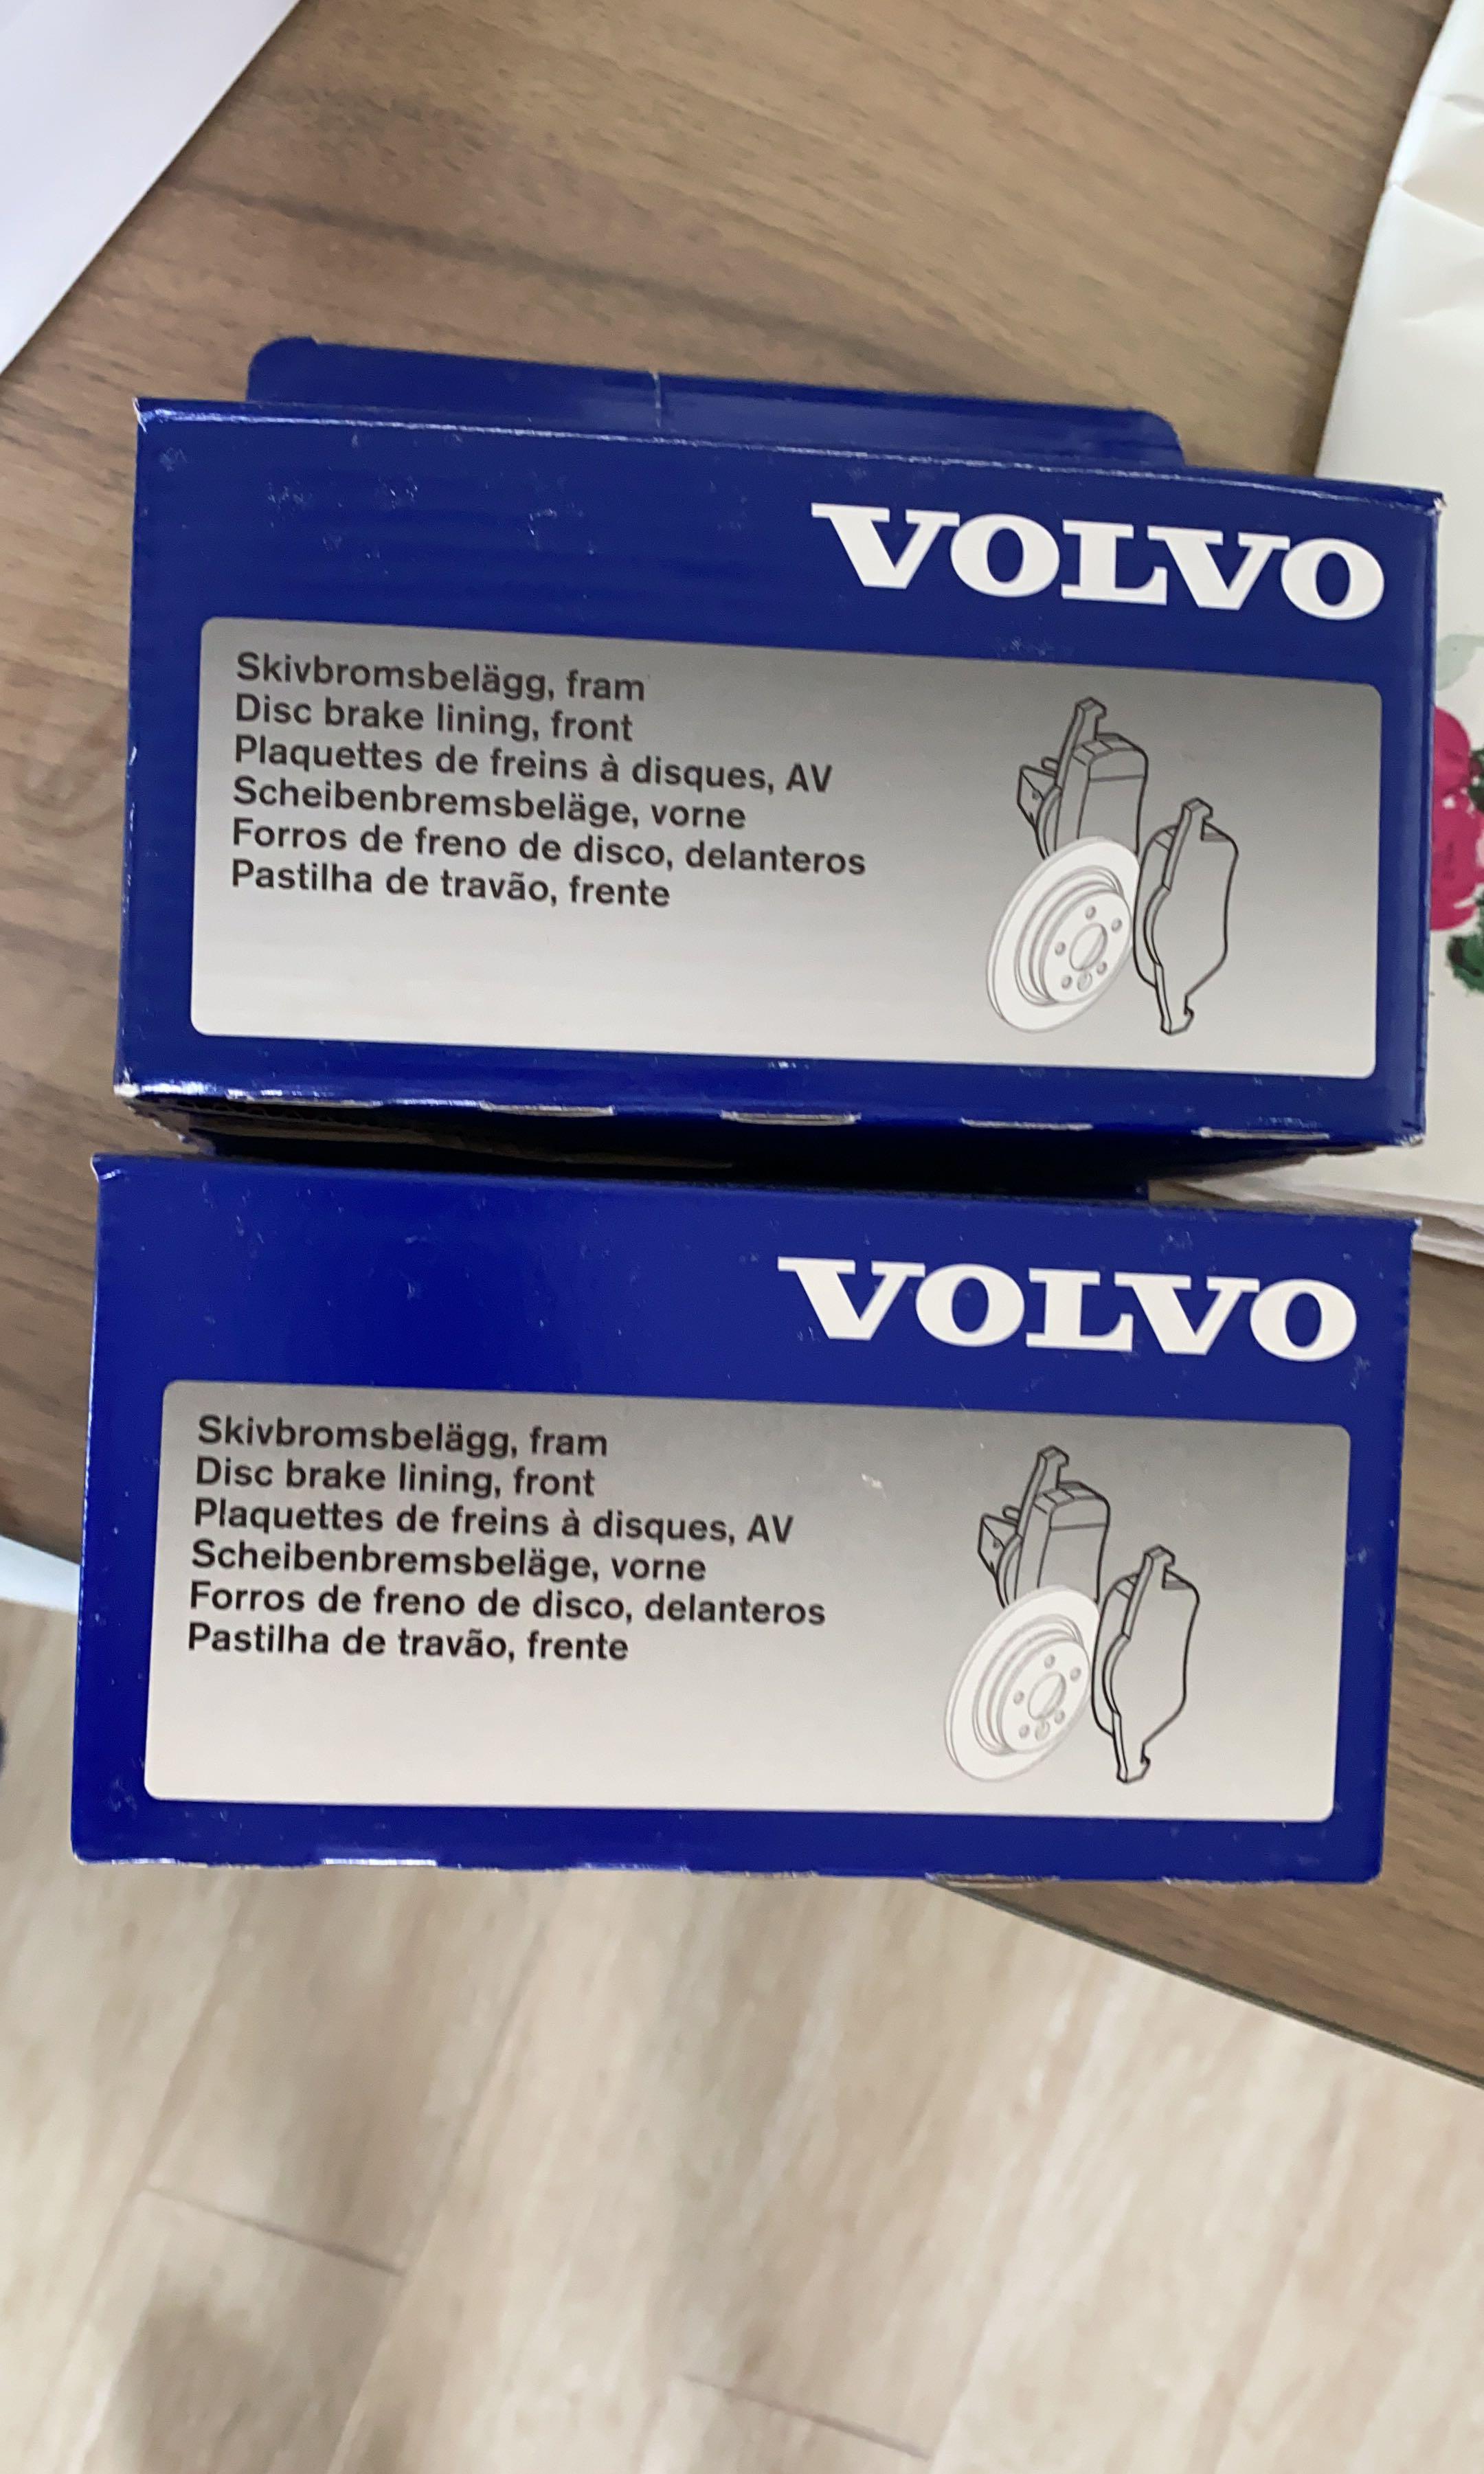 VOLVO
Skivbromsbelägg, fram
Disc brake lining, front
Plaquettes de freins à disques, AV
Scheibenbremsbeläge, vorne
Forros de freno de disco, delanteros
Pastilha de travão, frente
VOLVO
Skivbromsbelägg, fram
Disc brake lining, front
Plaquettes de freins à disques, AV
Scheibenbremsbeläge, vorne
Forros de freno de disco, delanteros
Pastilha de travão, frente